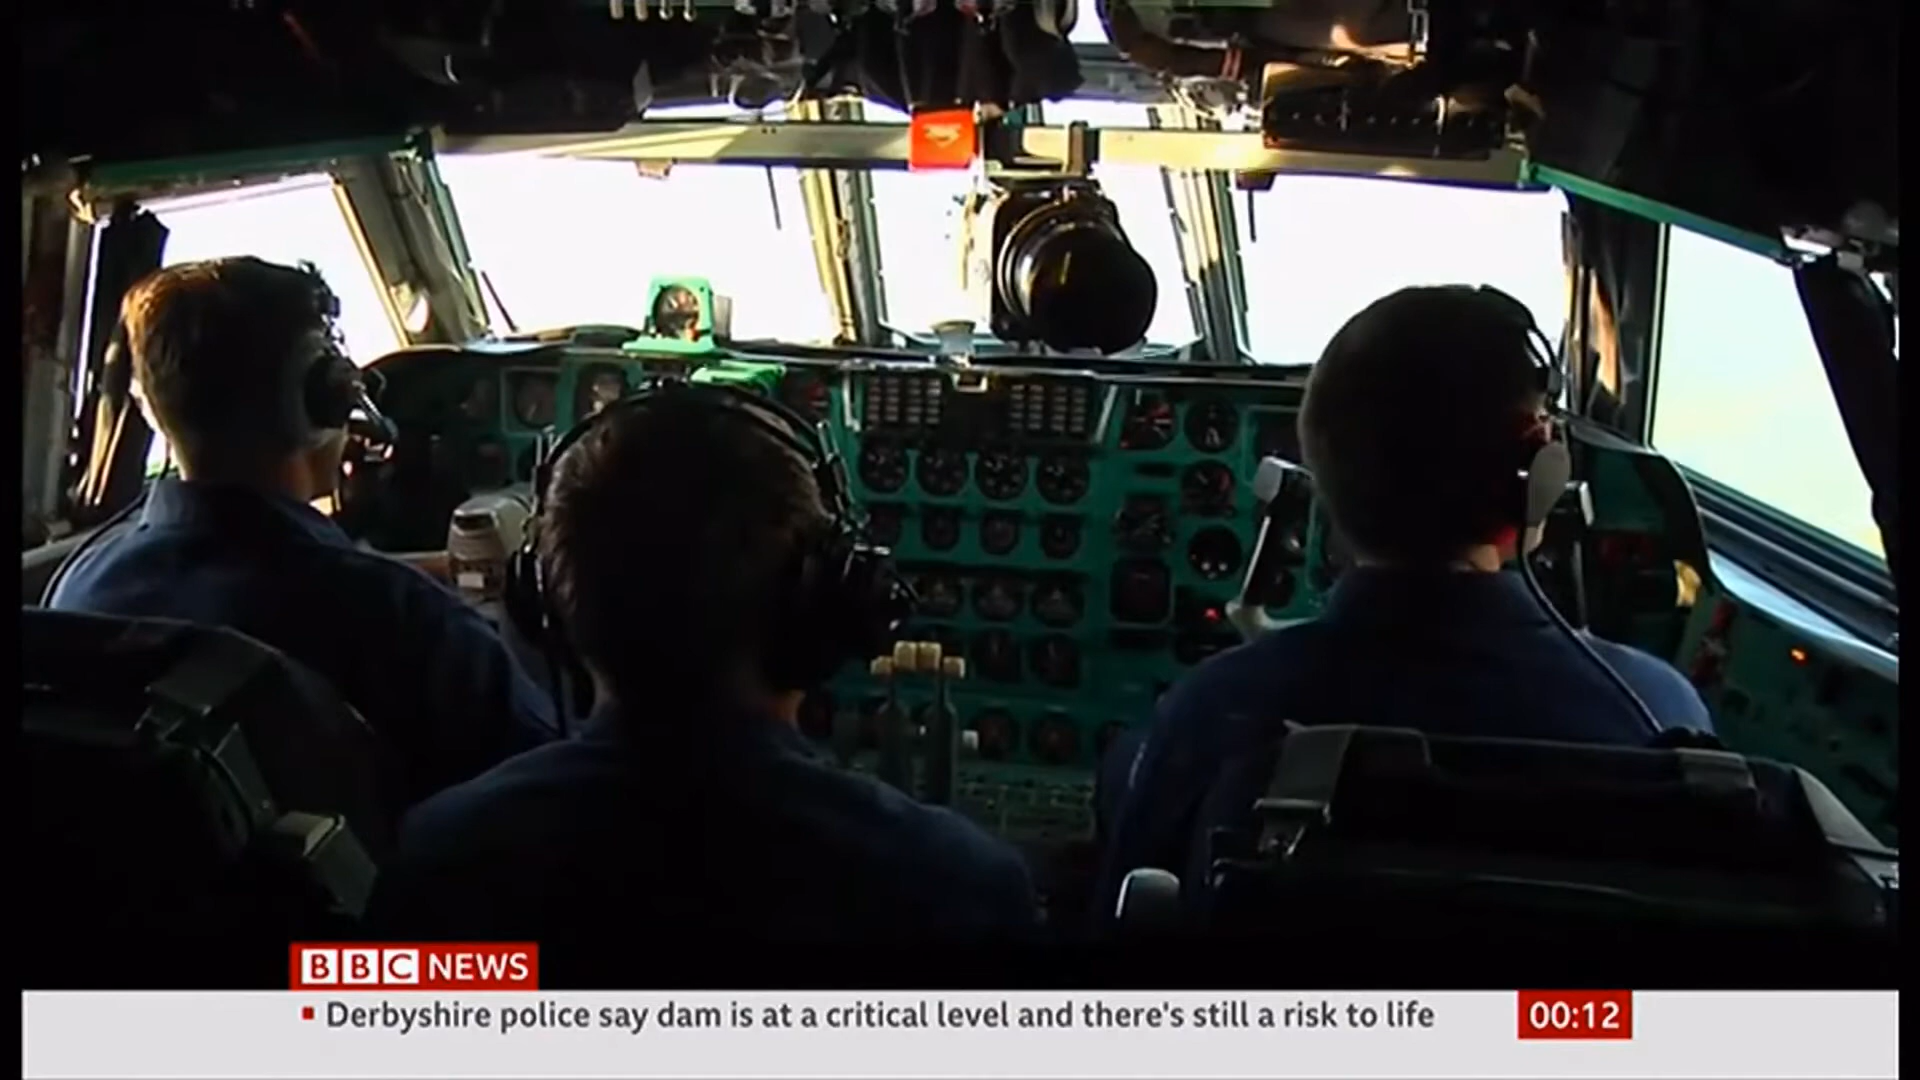 BBC NEWS
Derbyshire police say dam is at a critical level and there's still a risk to life
00:12